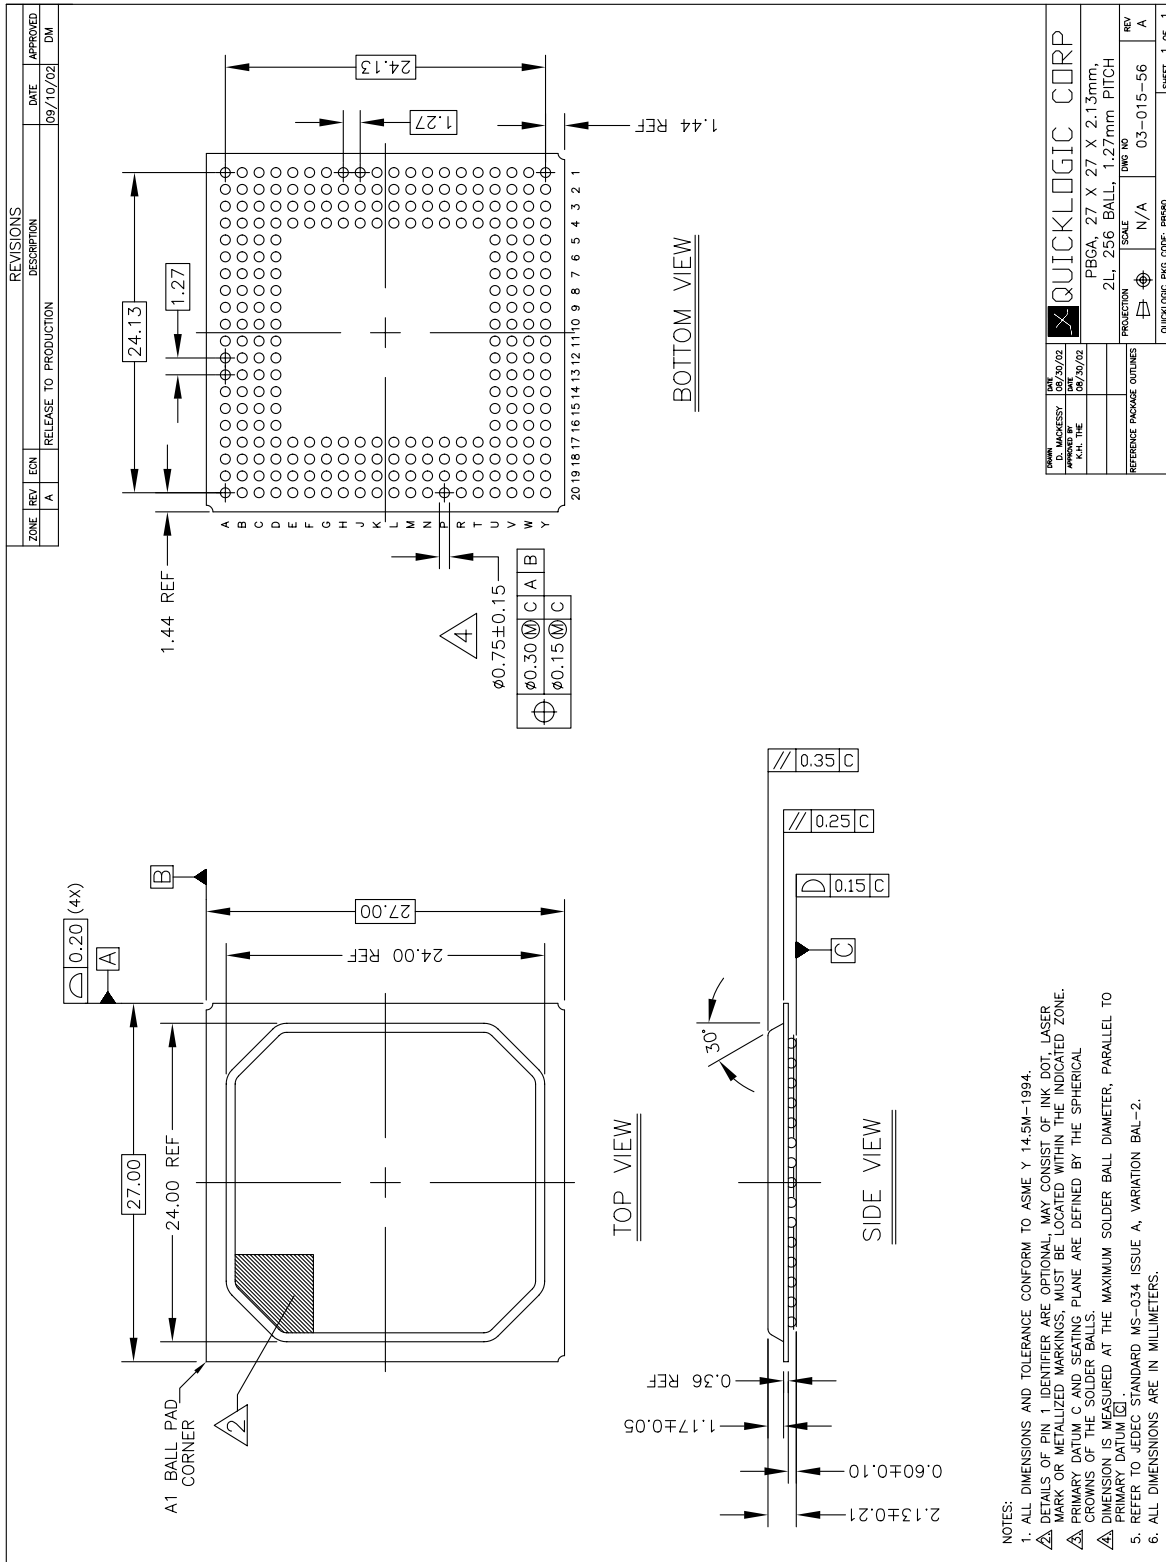 REVISIONS
ZONE REV ECN DESCRIPTION DATE APPROVED
A RELEASE TO PRODUCTION 09/10/02 DM
0.20 (4X)
A
B
27.00
24.00 REF
27.00
24.00 REF
A1 BALL PAD
CORNER
2
TOP VIEW
1.44 REF
24.13
1.27
24.13
1.27
1.44 REF
A
B
C
D
E
F
G
H
J
K
L
M
N
P
R
T
U
V
W
Y
20 19 18 17 16 15 14 13 12 11 10 9 8 7 6 5 4 3 2 1
4
ø0.75±0.15
ø0.30 Ⓜ C A B
ø0.15 Ⓜ C
BOTTOM VIEW
// 0.35 C
// 0.25 C
0.15 C
C
30°
0.36 REF
1.17±0.05
0.60±0.10
2.13±0.21
SIDE VIEW
NOTES:
1. ALL DIMENSIONS AND TOLERANCE CONFORM TO ASME Y 14.5M-1994.
2 DETAILS OF PIN 1 IDENTIFIER ARE OPTIONAL, MAY CONSIST OF INK DOT, LASER
MARK OR METALLIZED MARKINGS, MUST BE LOCATED WITHIN THE INDICATED ZONE.
3 PRIMARY DATUM C AND SEATING PLANE ARE DEFINED BY THE SPHERICAL
CROWNS OF THE SOLDER BALLS.
4 DIMENSION IS MEASURED AT THE MAXIMUM SOLDER BALL DIAMETER, PARALLEL TO
PRIMARY DATUM C.
5. REFER TO JEDEC STANDARD MS-034 ISSUE A, VARIATION BAL-2.
6. ALL DIMENSNIONS ARE IN MILLIMETERS.
DRAWN DATE
D. MACKESSY 08/30/02
APPROVED BY DATE
K.H. THE 08/30/02
REFERENCE PACKAGE OUTLINES
QUICKLOGIC CORP
PBGA, 27 X 27 X 2.13mm,
2L, 256 BALL, 1.27mm PITCH
PROJECTION SCALE DWG NO REV
N/A 03-015-56 A
QUICKLOGIC PKG CODE: PB580 SHEET 1 OF 1